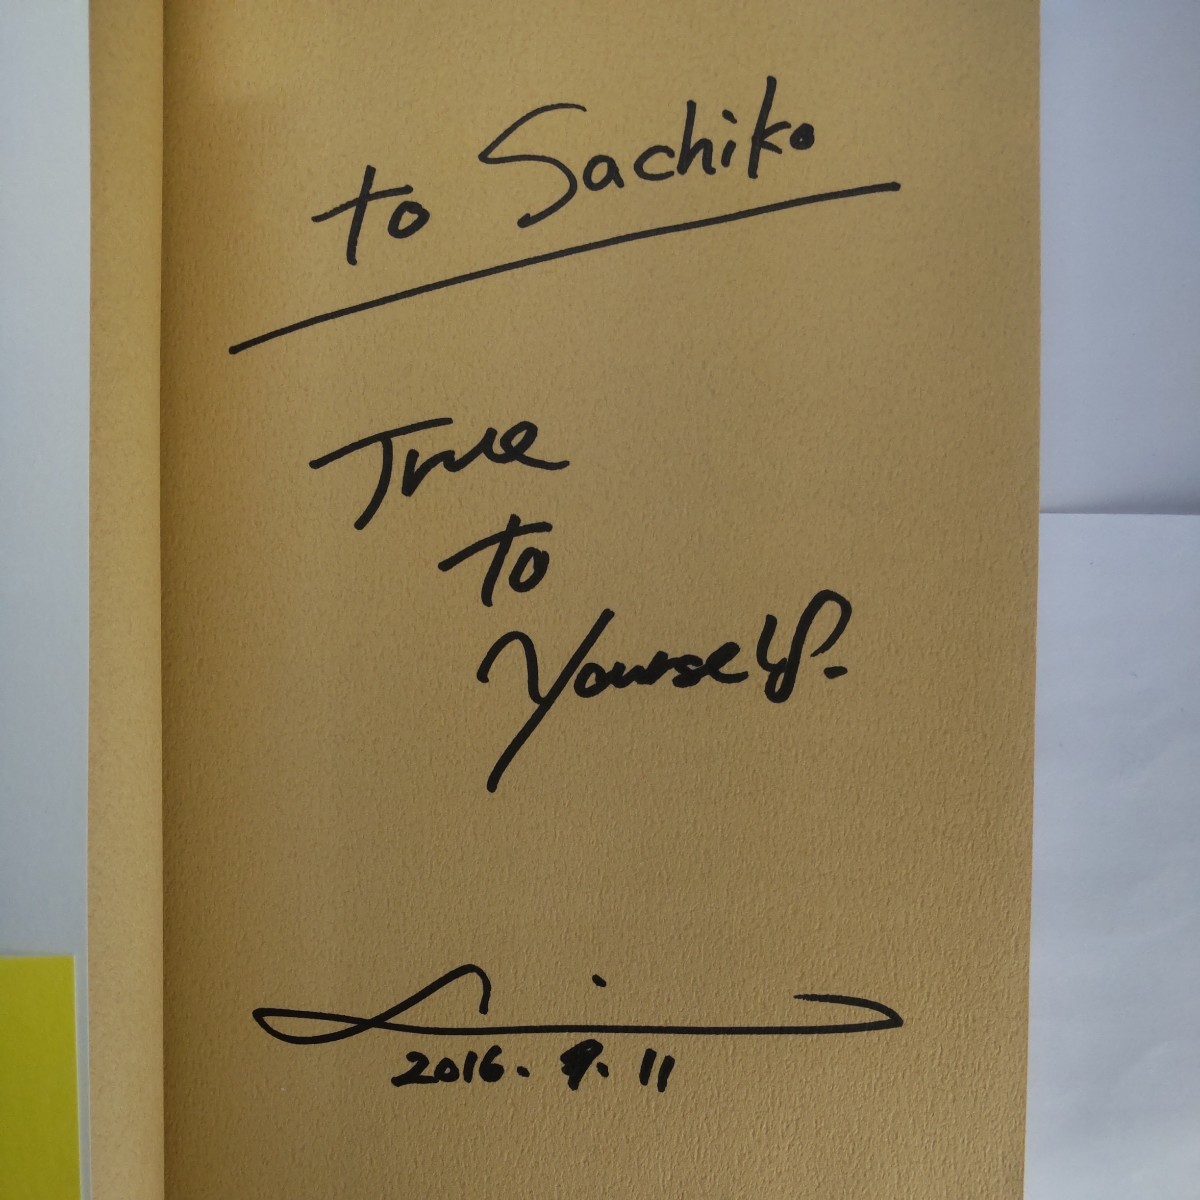 to Sachiko
True
to
Yourself.
2016. 9. 11